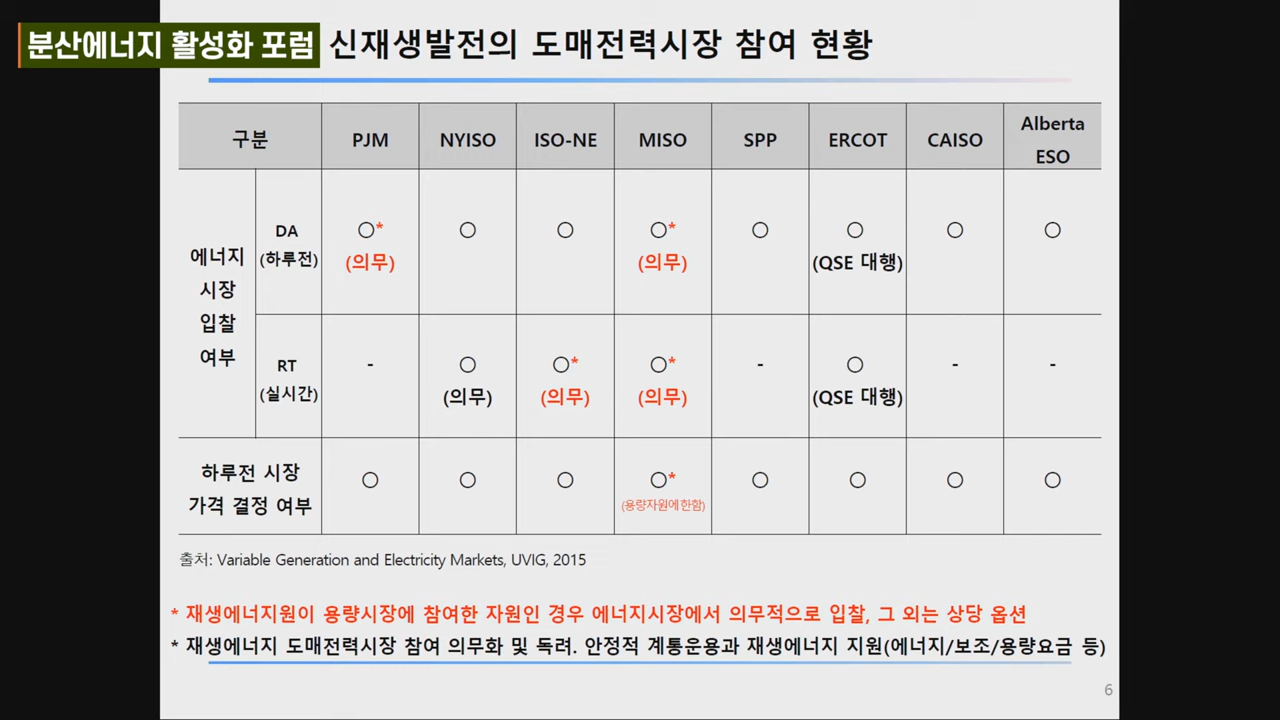 분산에너지 활성화 포럼 신재생발전의 도매전력시장 참여 현황
구분 PJM NYISO ISO-NE MISO SPP ERCOT CAISO Alberta ESO
에너지
시장
입찰
여부
DA ○* ○ ○ ○* ○ ○ ○ ○
(하루전) (의무) (의무) (QSE 대행)
RT - ○ ○* ○* - ○ - -
(실시간) (의무) (의무) (의무) (QSE 대행)
하루전 시장
가격 결정 여부
○ ○ ○ ○* ○ ○ ○ ○
(용량자원에한함)
출처: Variable Generation and Electricity Markets, UVIG, 2015
* 재생에너지원이 용량시장에 참여한 자원인 경우 에너지시장에서 의무적으로 입찰, 그 외는 상당 옵션
* 재생에너지 도매전력시장 참여 의무화 및 독려. 안정적 계통운용과 재생에너지 지원(에너지/보조/용량요금 등)
6